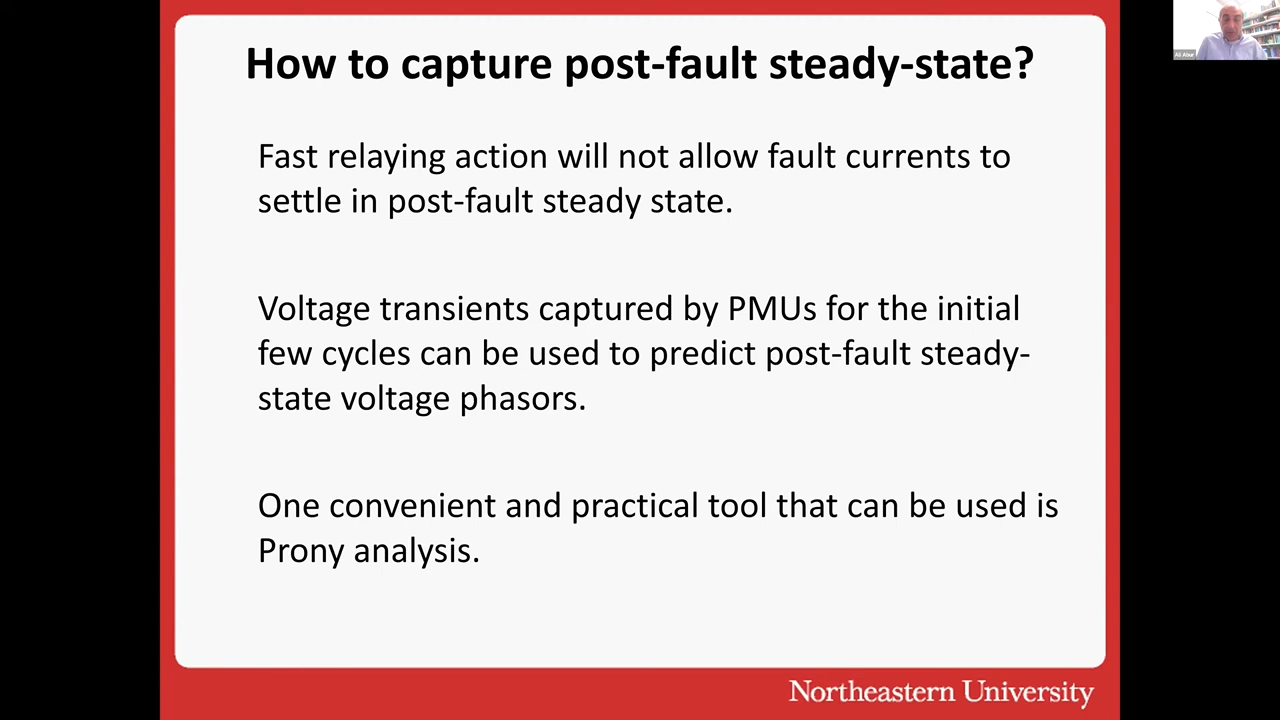 How to capture post-fault steady-state?
Fast relaying action will not allow fault currents to
settle in post-fault steady state.
Voltage transients captured by PMUs for the initial
few cycles can be used to predict post-fault steady-
state voltage phasors.
One convenient and practical tool that can be used is
Prony analysis.
Northeastern University
Ali Abur